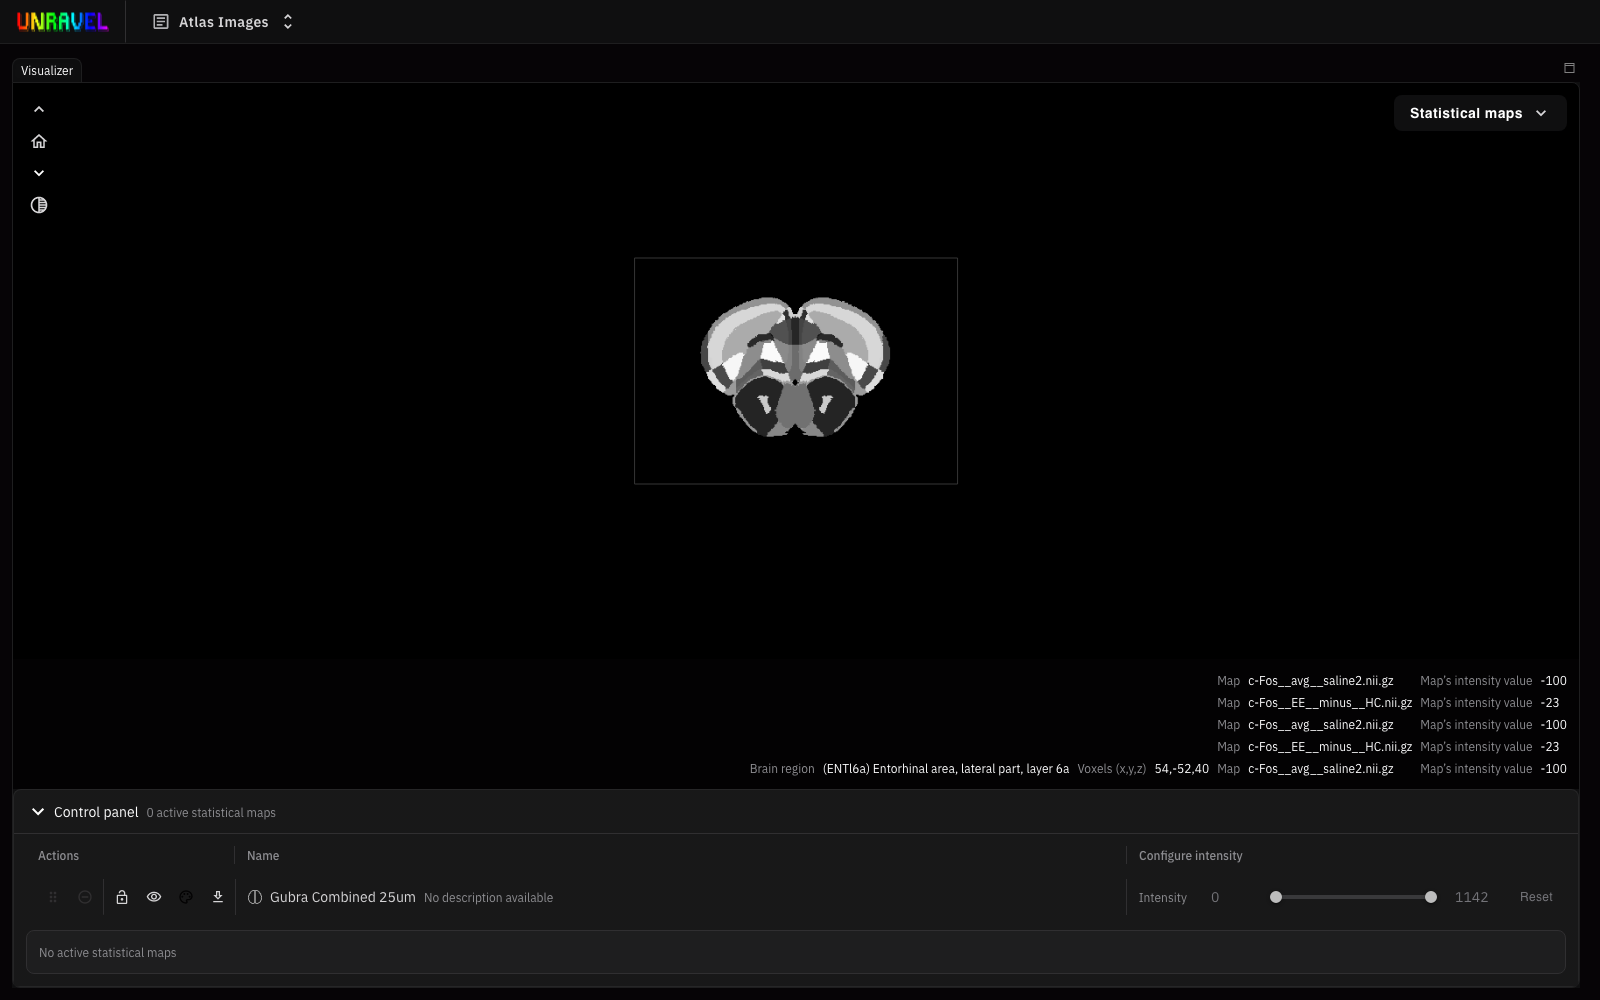 UNRAVEL Atlas Images
Visualizer
Statistical maps
Map c-Fos__avg__saline2.nii.gz Map's intensity value -100
Map c-Fos__EE__minus__HC.nii.gz Map's intensity value -23
Map c-Fos__avg__saline2.nii.gz Map's intensity value -100
Map c-Fos__EE__minus__HC.nii.gz Map's intensity value -23
Brain region (ENTl6a) Entorhinal area, lateral part, layer 6a Voxels (x,y,z) 54,-52,40 Map c-Fos__avg__saline2.nii.gz Map's intensity value -100
Control panel 0 active statistical maps
Actions Name Configure intensity
Gubra Combined 25um No description available Intensity 0 1142 Reset
No active statistical maps